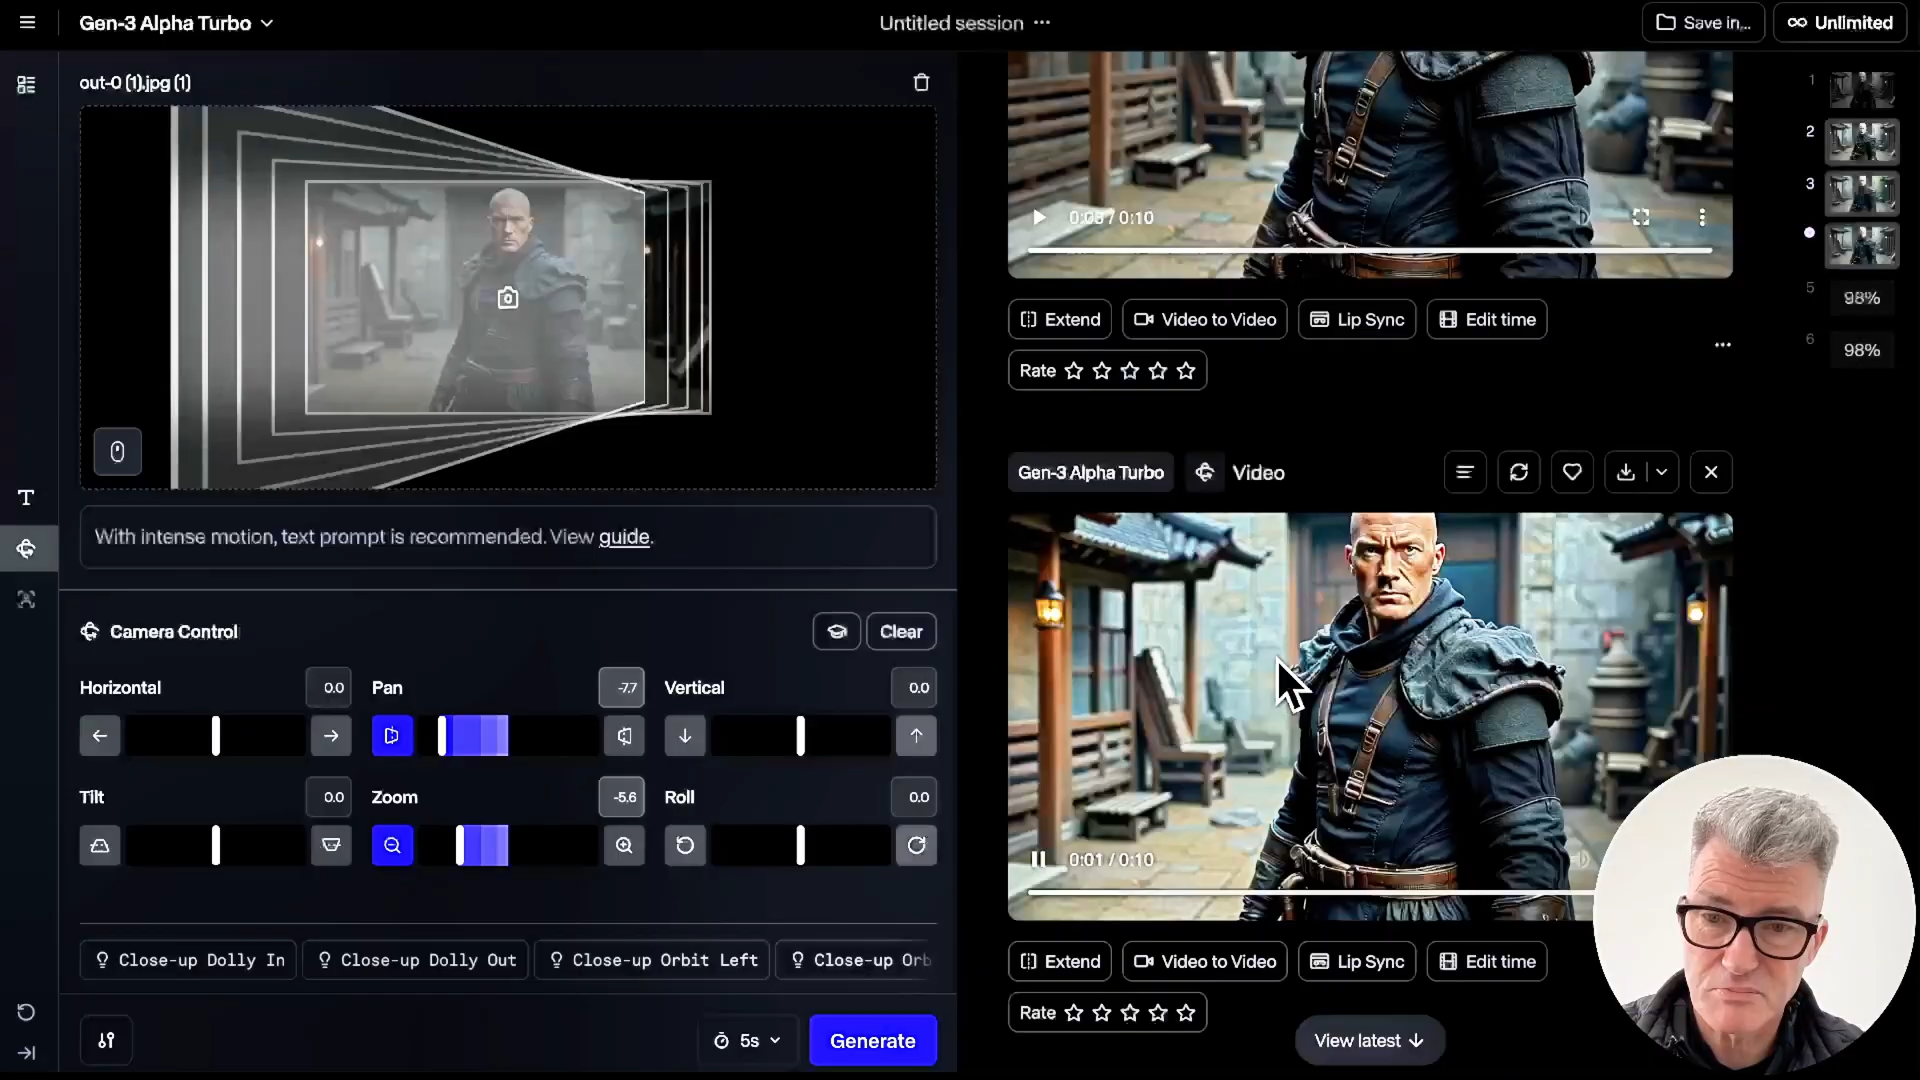 Gen-3 Alpha Turbo
Untitled session ...
Save in...
Unlimited
out-0 (1).jpg (1)
With intense motion, text prompt is recommended. View guide.
Camera Control
Clear
Horizontal 0.0 Pan -7.7 Vertical 0.0
Tilt 0.0 Zoom -5.6 Roll 0.0
Close-up Dolly In
Close-up Dolly Out
Close-up Orbit Left
Close-up Orb
5s
Generate
0:03 / 0:10
Extend
Video to Video
Lip Sync
Edit time
Rate
Gen-3 Alpha Turbo
Video
0:01 / 0:10
Extend
Video to Video
Lip Sync
Edit time
Rate
View latest
1
2
3
5 98%
6 98%